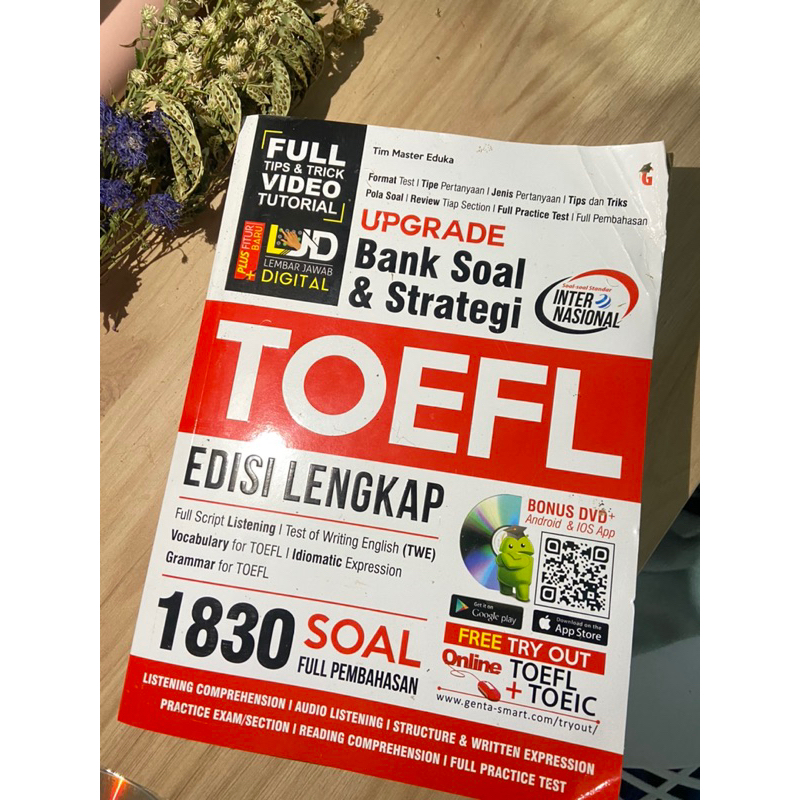 FULL
TIPS & TRICK
VIDEO
TUTORIAL
+PLUS FITUR BARU!
LJD
LEMBAR JAWAB
DIGITAL
Tim Master Eduka
G
Format Test | Tipe Pertanyaan | Jenis Pertanyaan | Tips dan Triks
Pola Soal | Review Tiap Section | Full Practice Test | Full Pembahasan
UPGRADE
Bank Soal
& Strategi
Soal-soal Standar
INTER
NASIONAL
TOEFL
EDISI LENGKAP
Full Script Listening | Test of Writing English (TWE)
Vocabulary for TOEFL | Idiomatic Expression
Grammar for TOEFL
BONUS DVD+
Android & IOS App
Get it on
Google play
Download on the
App Store
1830 SOAL
FULL PEMBAHASAN
FREE TRY OUT
Online TOEFL
+ TOEIC
www.genta-smart.com/tryout/
LISTENING COMPREHENSION | AUDIO LISTENING | STRUCTURE & WRITTEN EXPRESSION
PRACTICE EXAM/SECTION | READING COMPREHENSION | FULL PRACTICE TEST